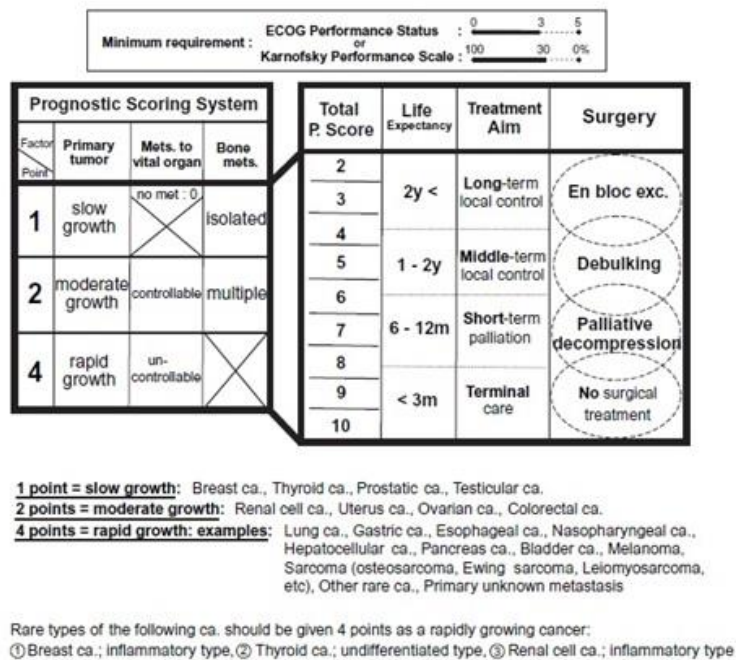 Minimum requirement :
ECOG Performance Status :
or
Karnofsky Performance Scale :
0 3 5
100 30 0%
Prognostic Scoring System
Factor
Point
Primary tumor
Mets. to vital organ
Bone mets.
1
slow growth
no met : 0
isolated
2
moderate growth
controllable
multiple
4
rapid growth
un-controllable
Total P. Score
Life Expectancy
Treatment Aim
Surgery
2
3
4
5
6
7
8
9
10
2y <
1 - 2y
6 - 12m
< 3m
Long-term local control
Middle-term local control
Short-term palliation
Terminal care
En bloc exc.
Debulking
Palliative decompression
No surgical treatment
1 point = slow growth: Breast ca., Thyroid ca., Prostatic ca., Testicular ca.
2 points = moderate growth: Renal cell ca., Uterus ca., Ovarian ca., Colorectal ca.
4 points = rapid growth: examples: Lung ca., Gastric ca., Esophageal ca., Nasopharyngeal ca.,
Hepatocellular ca., Pancreas ca., Bladder ca., Melanoma,
Sarcoma (osteosarcoma, Ewing sarcoma, Leiomyosarcoma,
etc), Other rare ca., Primary unknown metastasis
Rare types of the following ca. should be given 4 points as a rapidly growing cancer:
① Breast ca.; inflammatory type, ② Thyroid ca.; undifferentiated type, ③ Renal cell ca.; inflammatory type